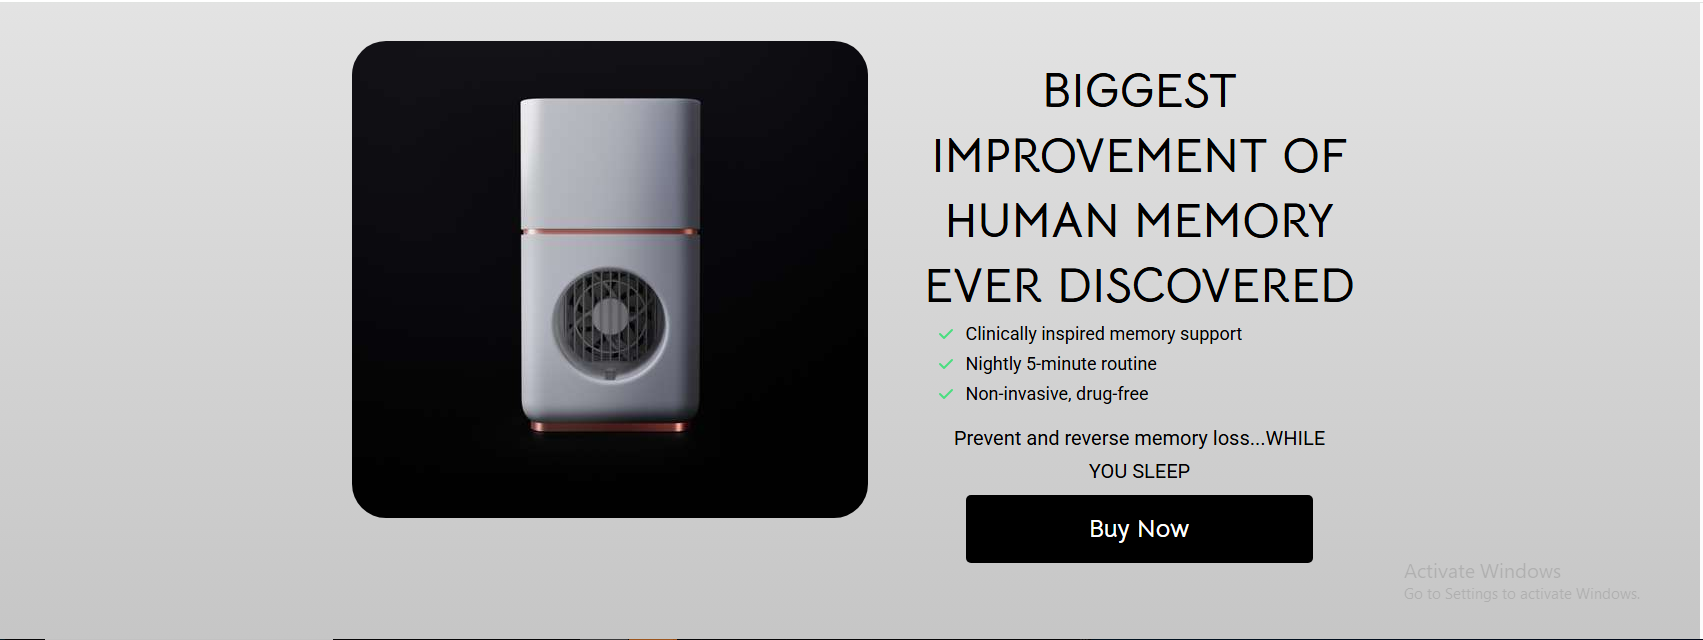 BIGGEST
IMPROVEMENT OF
HUMAN MEMORY
EVER DISCOVERED
Clinically inspired memory support
Nightly 5-minute routine
Non-invasive, drug-free
Prevent and reverse memory loss...WHILE
YOU SLEEP
Buy Now
Activate Windows
Go to Settings to activate Windows.